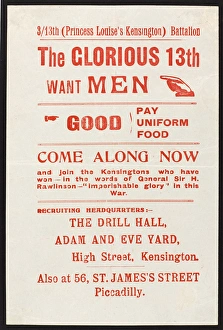 3/13th (Princess Louise's Kensington) Battalion
The GLORIOUS 13th
WANT MEN
GOOD PAY
UNIFORM
FOOD
COME ALONG NOW
and join the Kensingtons who have
won—in the words of General Sir H.
Rawlinson—"imperishable glory" in this
War.
RECRUITING HEADQUARTERS:—
THE DRILL HALL,
ADAM AND EVE YARD,
High Street, Kensington.
Also at 56, ST. JAMES'S STREET
Piccadilly.